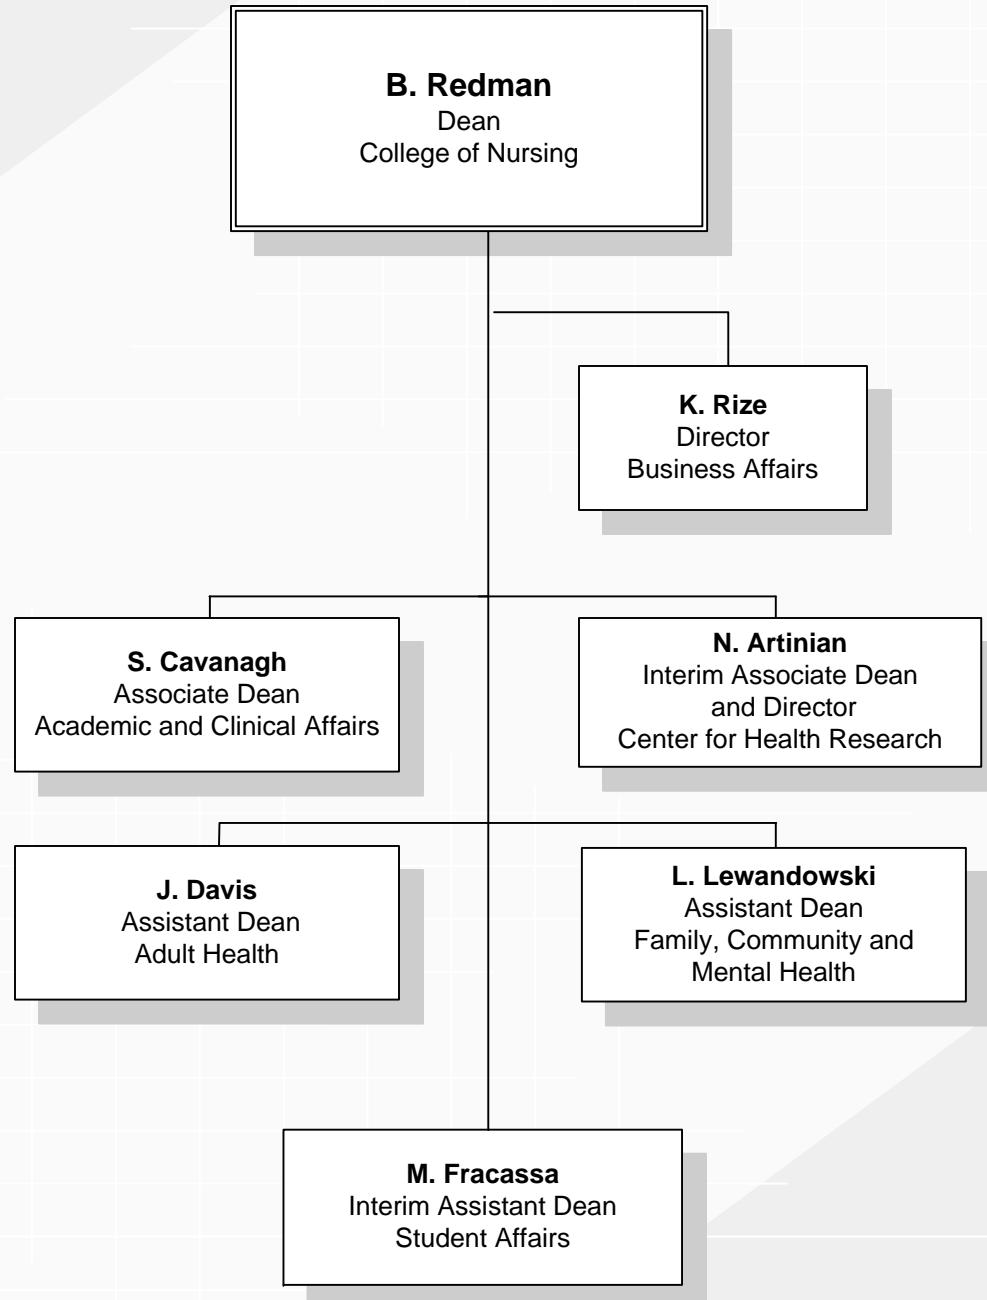 B. Redman
Dean
College of Nursing
K. Rize
Director
Business Affairs
S. Cavanagh
Associate Dean
Academic and Clinical Affairs
N. Artinian
Interim Associate Dean
and Director
Center for Health Research
J. Davis
Assistant Dean
Adult Health
L. Lewandowski
Assistant Dean
Family, Community and
Mental Health
M. Fracassa
Interim Assistant Dean
Student Affairs